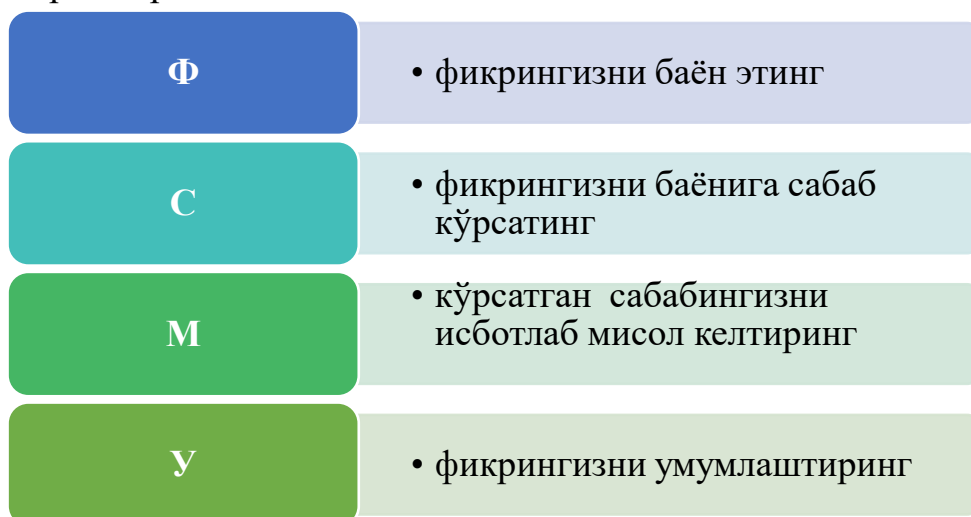 Ф
• фикрингизни баён этинг
С
• фикрингизни баёнига сабаб
кўрсатинг
М
• кўрсатган сабабингизни
исботлаб мисол келтиринг
У
• фикрингизни умумлаштиринг